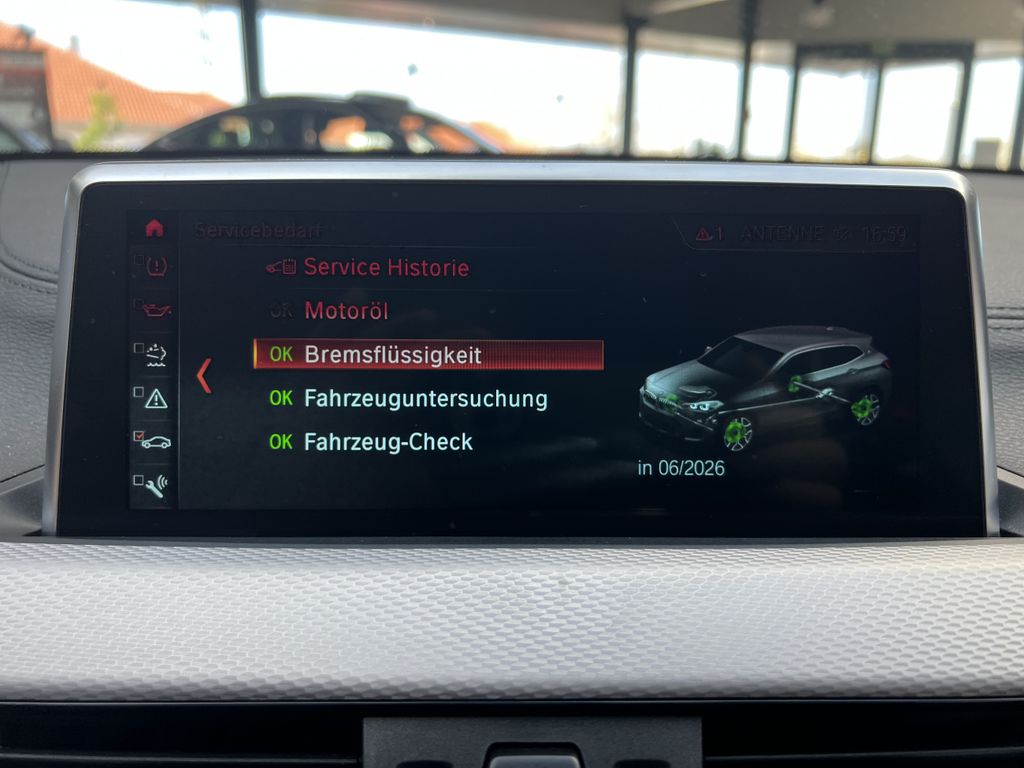 Servicebedarf
1 ANTENNE 16:59
Service Historie
OK Motoröl
OK Bremsflüssigkeit
OK Fahrzeuguntersuchung
OK Fahrzeug-Check
in 06/2026